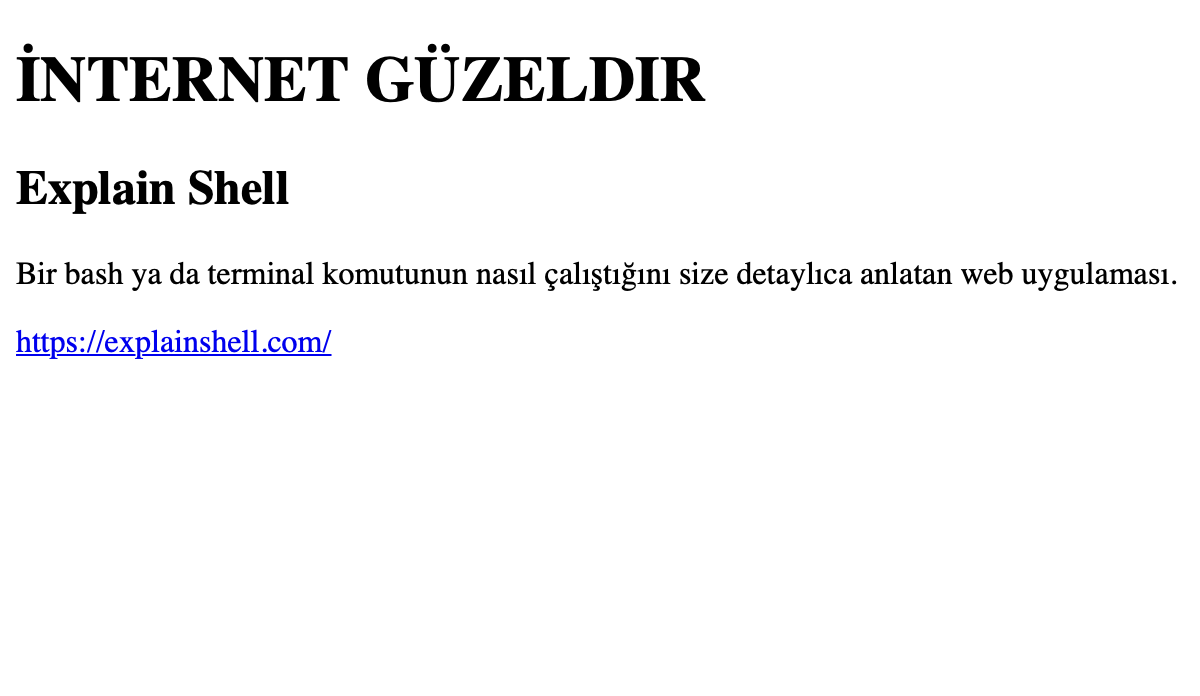 İNTERNET GÜZELDIR
Explain Shell
Bir bash ya da terminal komutunun nasıl çalıştığını size detaylıca anlatan web uygulaması.
https://explainshell.com/